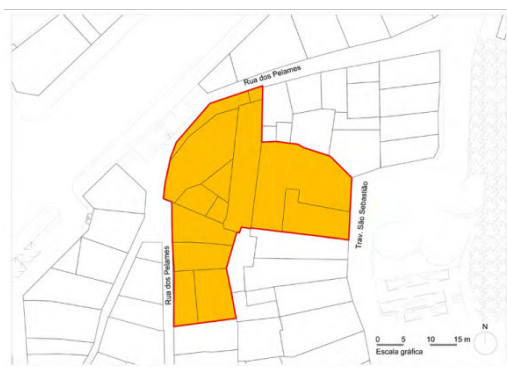 Rua dos Pelames
Trav. São Sebastião
Rua dos Pelames
N
0 5 10 15 m
Escala gráfica